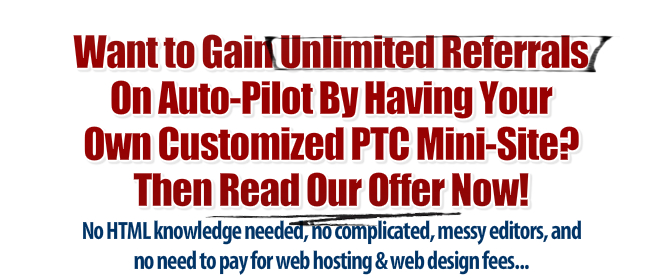 Want to Gain Unlimited Referrals
On Auto-Pilot By Having Your
Own Customized PTC Mini-Site?
Then Read Our Offer Now!
No HTML knowledge needed, no complicated, messy editors, and
no need to pay for web hosting & web design fees...